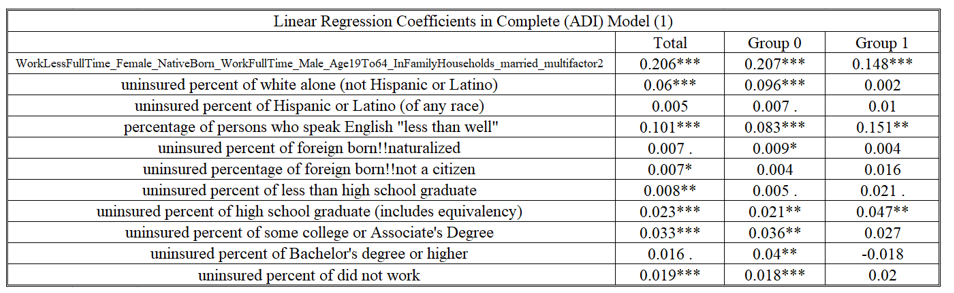 Linear Regression Coefficients in Complete (ADI) Model (1)
Total Group 0 Group 1
WorkLessFullTime_Female_NativeBorn_WorkFullTime_Male_Age19To64_InFamilyHouseholds_married_multifactor2 0.206*** 0.207*** 0.148***
uninsured percent of white alone (not Hispanic or Latino) 0.06*** 0.096*** 0.002
uninsured percent of Hispanic or Latino (of any race) 0.005 0.007 . 0.01
percentage of persons who speak English "less than well" 0.101*** 0.083*** 0.151**
uninsured percent of foreign born!!naturalized 0.007 . 0.009* 0.004
uninsured percentage of foreign born!!not a citizen 0.007* 0.004 0.016
uninsured percent of less than high school graduate 0.008** 0.005 . 0.021 .
uninsured percent of high school graduate (includes equivalency) 0.023*** 0.021** 0.047**
uninsured percent of some college or Associate's Degree 0.033*** 0.036** 0.027
uninsured percent of Bachelor's degree or higher 0.016 . 0.04** -0.018
uninsured percent of did not work 0.019*** 0.018*** 0.02